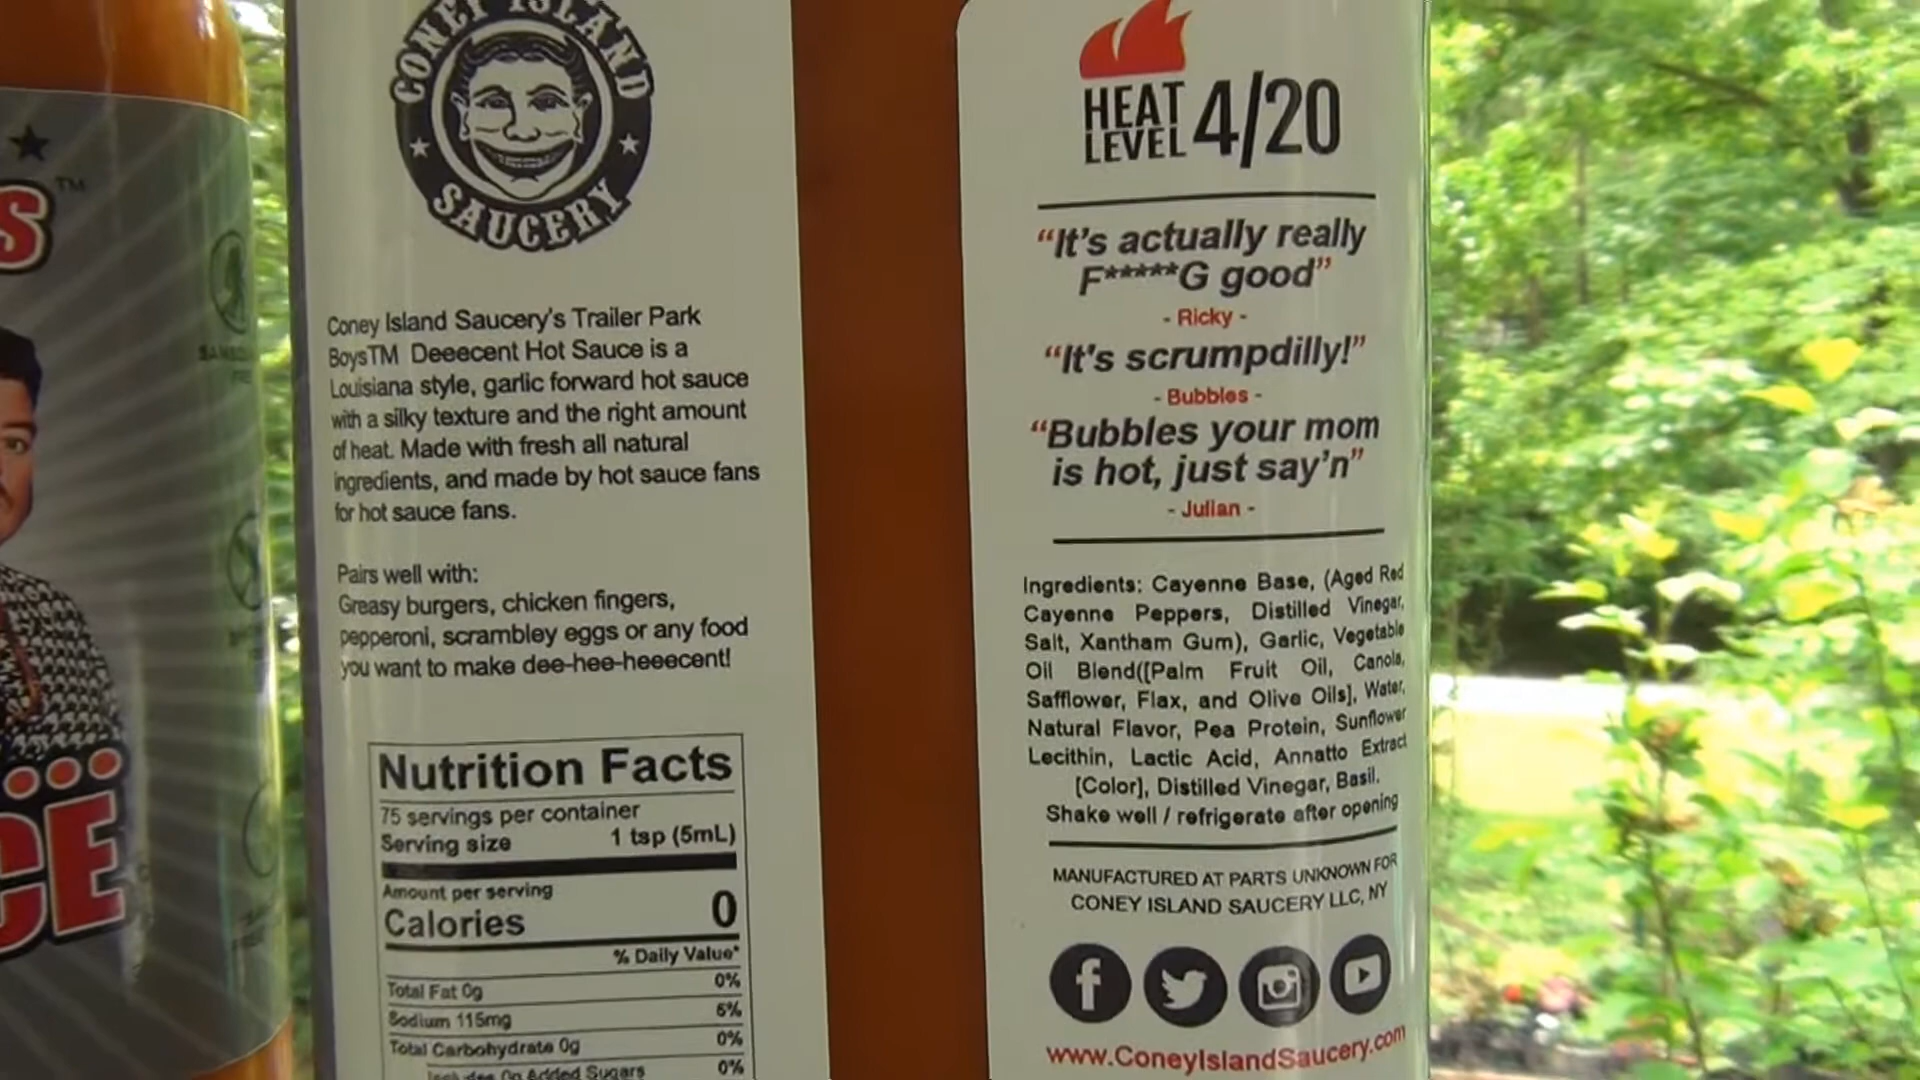 S™
CE
CONEY ISLAND
SAUCERY
Coney Island Saucery's Trailer Park
BoysTM Deeecent Hot Sauce is a
Louisiana style, garlic forward hot sauce
with a silky texture and the right amount
of heat. Made with fresh all natural
ingredients, and made by hot sauce fans
for hot sauce fans.
Pairs well with:
Greasy burgers, chicken fingers,
pepperoni, scrambley eggs or any food
you want to make dee-hee-heeecent!
Nutrition Facts
75 servings per container
Serving size 1 tsp (5mL)
Amount per serving
Calories 0
% Daily Value*
Total Fat 0g 0%
Sodium 115mg 5%
Total Carbohydrate 0g 0%
Includes 0g Added Sugars 0%
HEAT
LEVEL 4/20
“It's actually really
F*****G good”
- Ricky -
“It's scrumpdilly!”
- Bubbles -
“Bubbles your mom
is hot, just say'n”
- Julian -
Ingredients: Cayenne Base, (Aged Red
Cayenne Peppers, Distilled Vinegar,
Salt, Xantham Gum), Garlic, Vegetable
Oil Blend([Palm Fruit Oil, Canola,
Safflower, Flax, and Olive Oils], Water,
Natural Flavor, Pea Protein, Sunflower
Lecithin, Lactic Acid, Annatto Extract
[Color], Distilled Vinegar, Basil.
Shake well / refrigerate after opening
MANUFACTURED AT PARTS UNKNOWN FOR
CONEY ISLAND SAUCERY LLC, NY
www.ConeyIslandSaucery.com